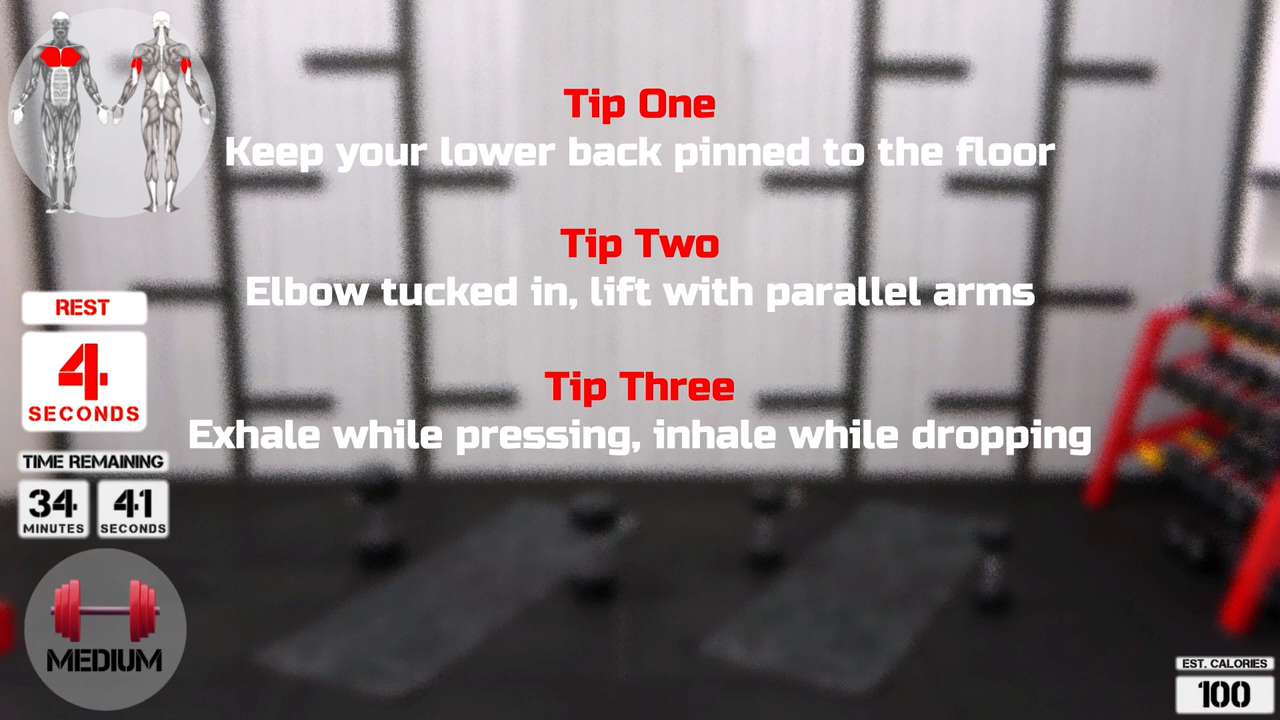 Tip One
Keep your lower back pinned to the floor
Tip Two
Elbow tucked in, lift with parallel arms
Tip Three
Exhale while pressing, inhale while dropping
REST
4
SECONDS
TIME REMAINING
34 41
MINUTES SECONDS
MEDIUM
EST. CALORIES
100